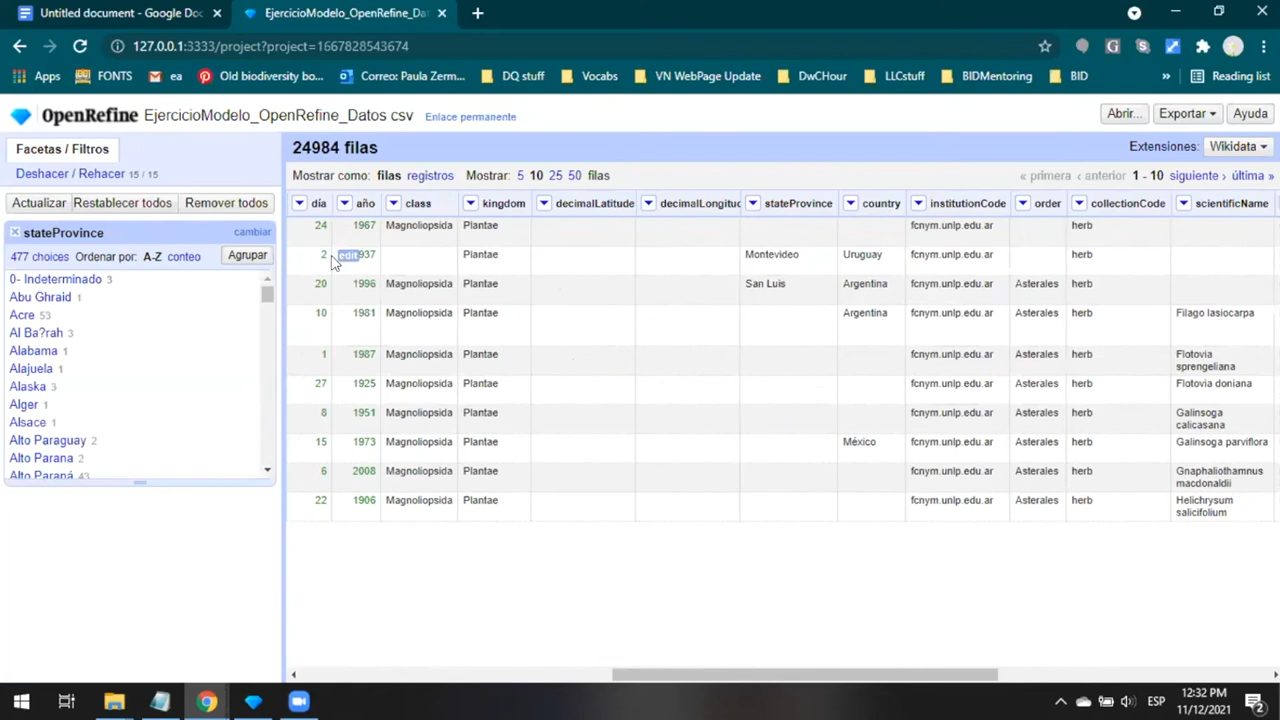 Untitled document - Google Doc
EjercicioModelo_OpenRefine_Dat
127.0.0.1:3333/project?project=1667828543674
Apps FONTS ea Old biodiversity bo... Correo: Paula Zerm... DQ stuff Vocabs VN WebPage Update DwCHour LLCstuff BIDMentoring BID » Reading list
OpenRefine EjercicioModelo_OpenRefine_Datos csv Enlace permanente Abrir... Exportar Ayuda
Facetas / Filtros
Deshacer / Rehacer 15 / 15
Actualizar Restablecer todos Remover todos
stateProvince cambiar
477 choices Ordenar por: A-Z conteo Agrupar
0- Indeterminado 3
Abu Ghraid 1
Acre 53
Al Ba?rah 3
Alabama 1
Alajuela 1
Alaska 3
Alger 1
Alsace 1
Alto Paraguay 2
Alto Parana 2
Alto Paraná 43
24984 filas Extensiones: Wikidata
Mostrar como: filas registros Mostrar: 5 10 25 50 filas « primera ‹ anterior 1 - 10 siguiente › última »
día año class kingdom decimalLatitude decimalLongituc stateProvince country institutionCode order collectionCode scientificName
24 1967 Magnoliopsida Plantae fcnym.unlp.edu.ar herb
2 edit 937 Plantae Montevideo Uruguay fcnym.unlp.edu.ar herb
20 1996 Magnoliopsida Plantae San Luis Argentina fcnym.unlp.edu.ar Asterales herb
10 1981 Magnoliopsida Plantae Argentina fcnym.unlp.edu.ar Asterales herb Filago lasiocarpa
1 1987 Magnoliopsida Plantae fcnym.unlp.edu.ar Asterales herb Flotovia
sprengeliana
27 1925 Magnoliopsida Plantae fcnym.unlp.edu.ar Asterales herb Flotovia doniana
8 1951 Magnoliopsida Plantae fcnym.unlp.edu.ar Asterales herb Galinsoga
calicasana
15 1973 Magnoliopsida Plantae México fcnym.unlp.edu.ar Asterales herb Galinsoga parviflora
6 2008 Magnoliopsida Plantae fcnym.unlp.edu.ar Asterales herb Gnaphaliothamnus
macdonaldii
22 1906 Magnoliopsida Plantae fcnym.unlp.edu.ar Asterales herb Helichrysum
salicifolium
ESP
12:32 PM
11/12/2021
2